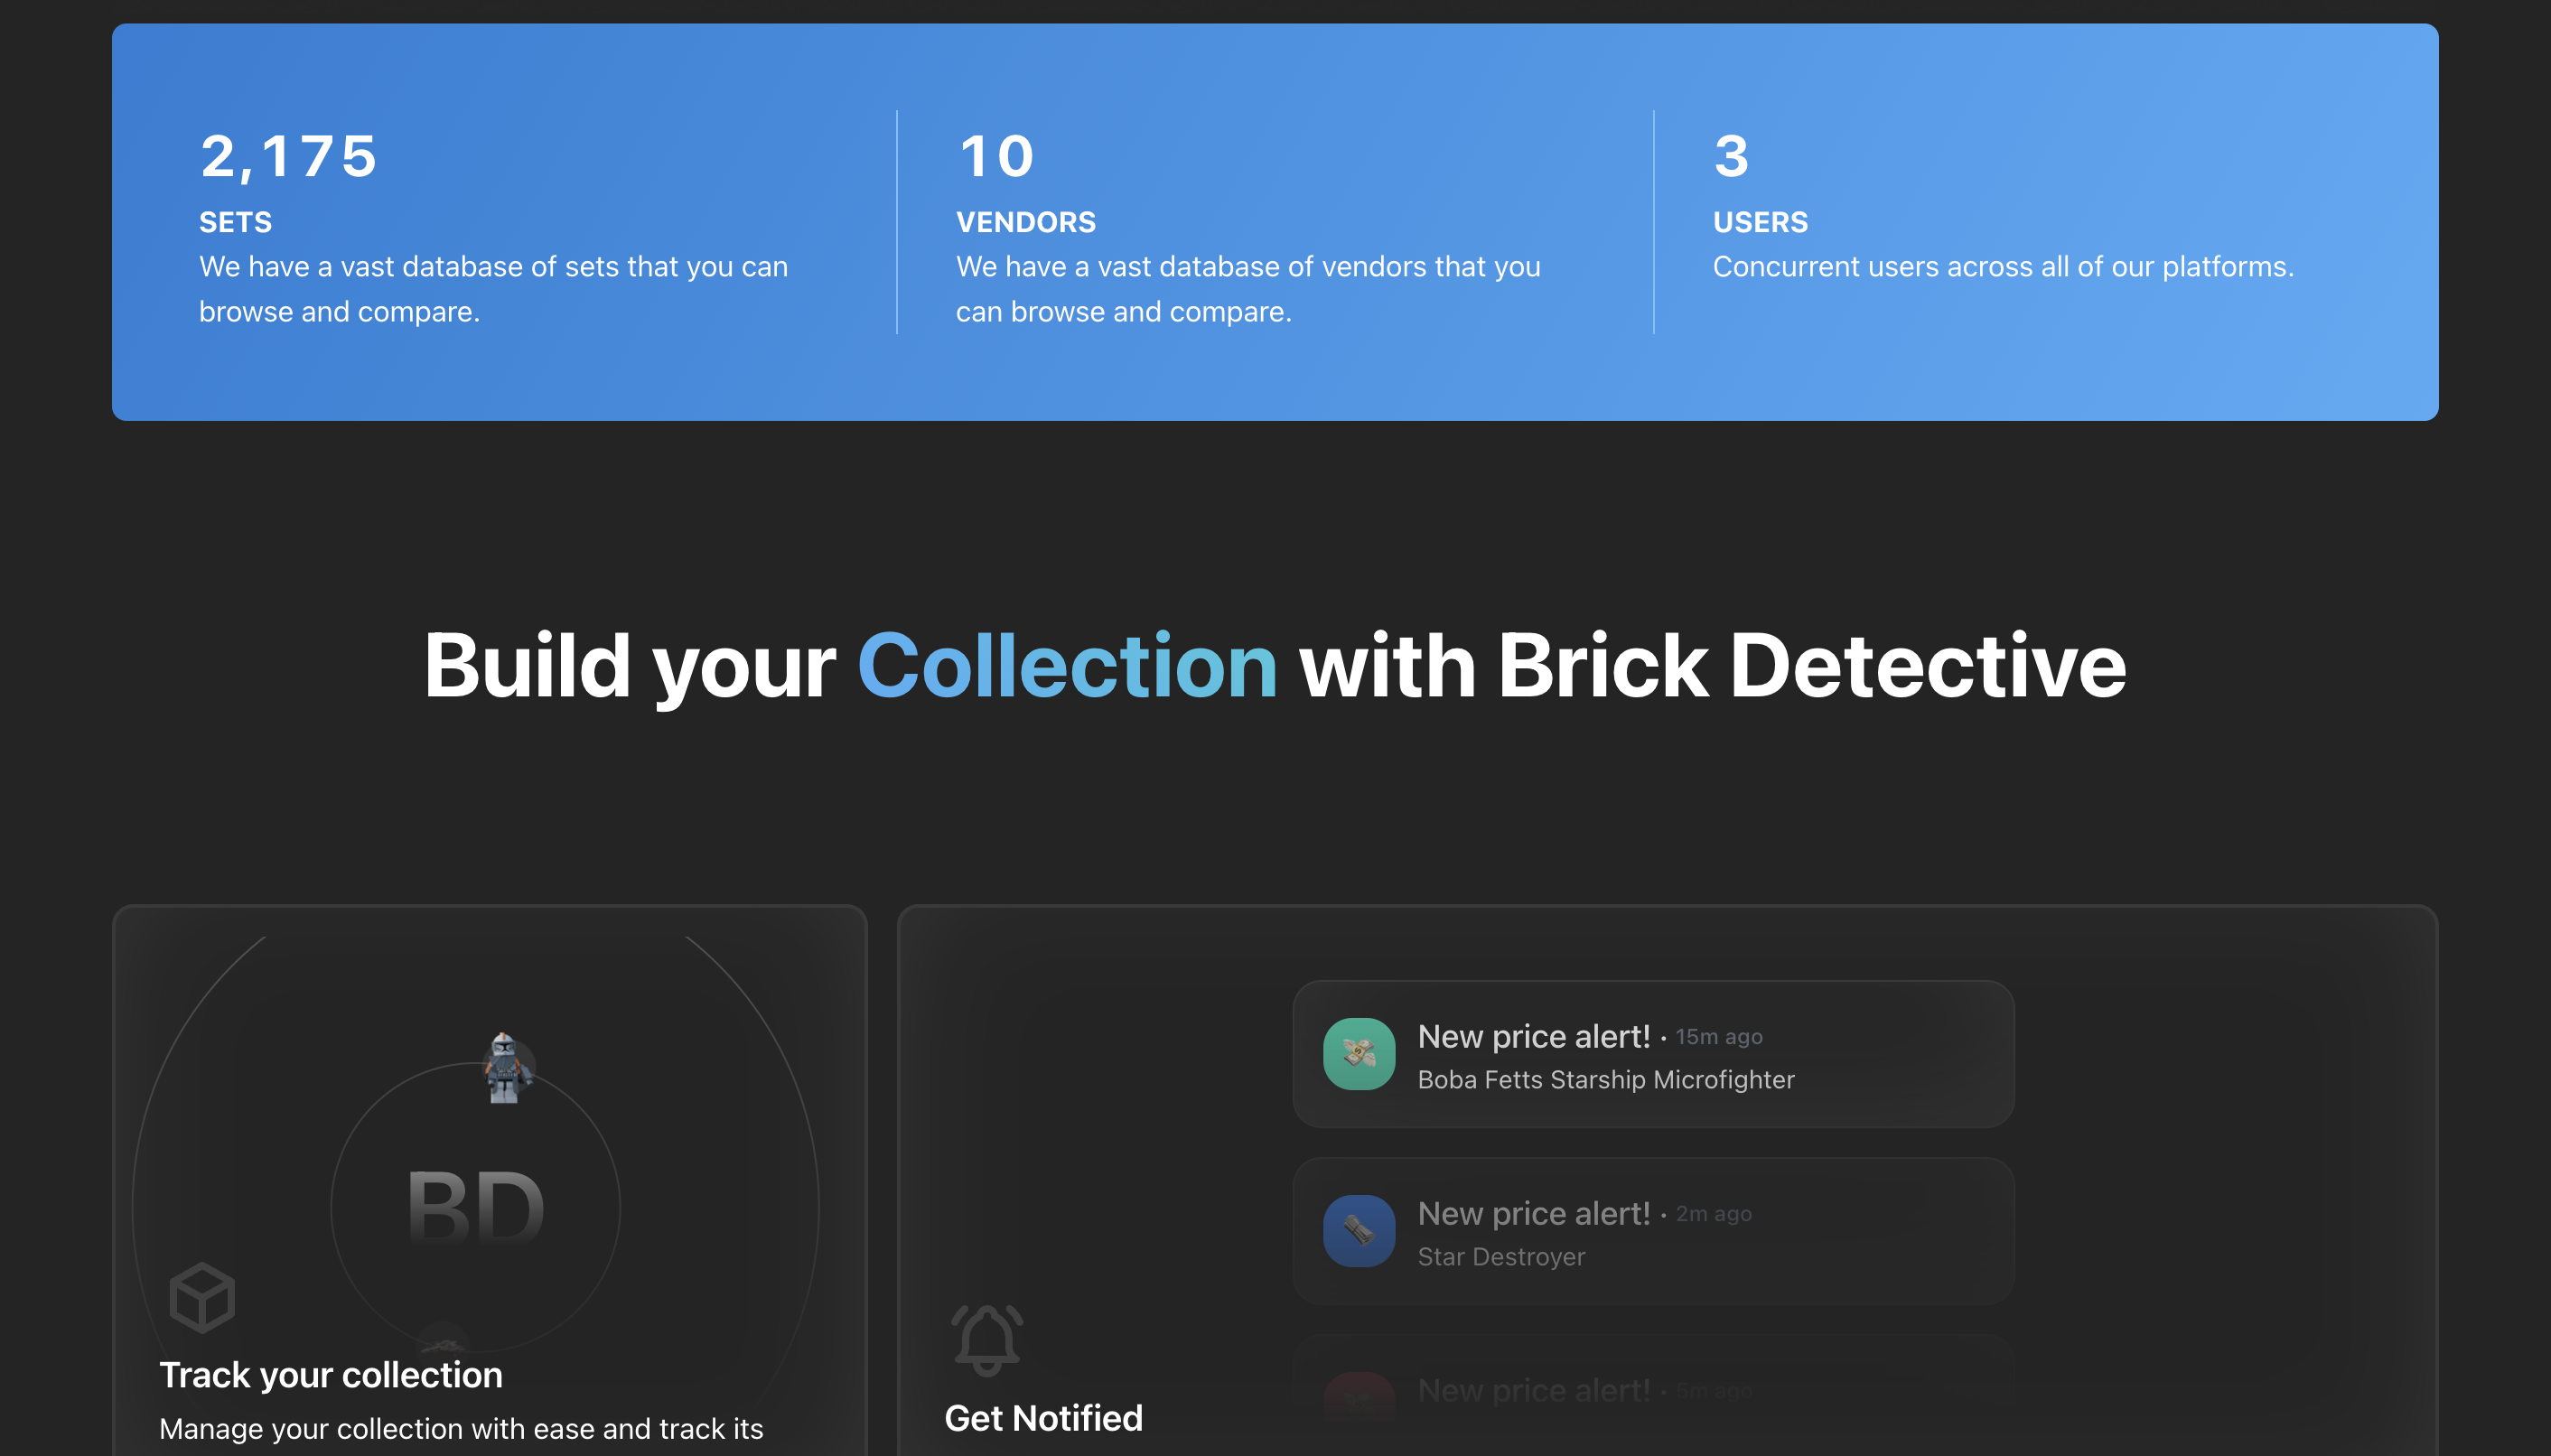 2,175
SETS
We have a vast database of sets that you can
browse and compare.
10
VENDORS
We have a vast database of vendors that you
can browse and compare.
3
USERS
Concurrent users across all of our platforms.
Build your Collection with Brick Detective
BD
Track your collection
Manage your collection with ease and track its
New price alert! · 15m ago
Boba Fetts Starship Microfighter
New price alert! · 2m ago
Star Destroyer
New price alert! · 5m ago
Get Notified